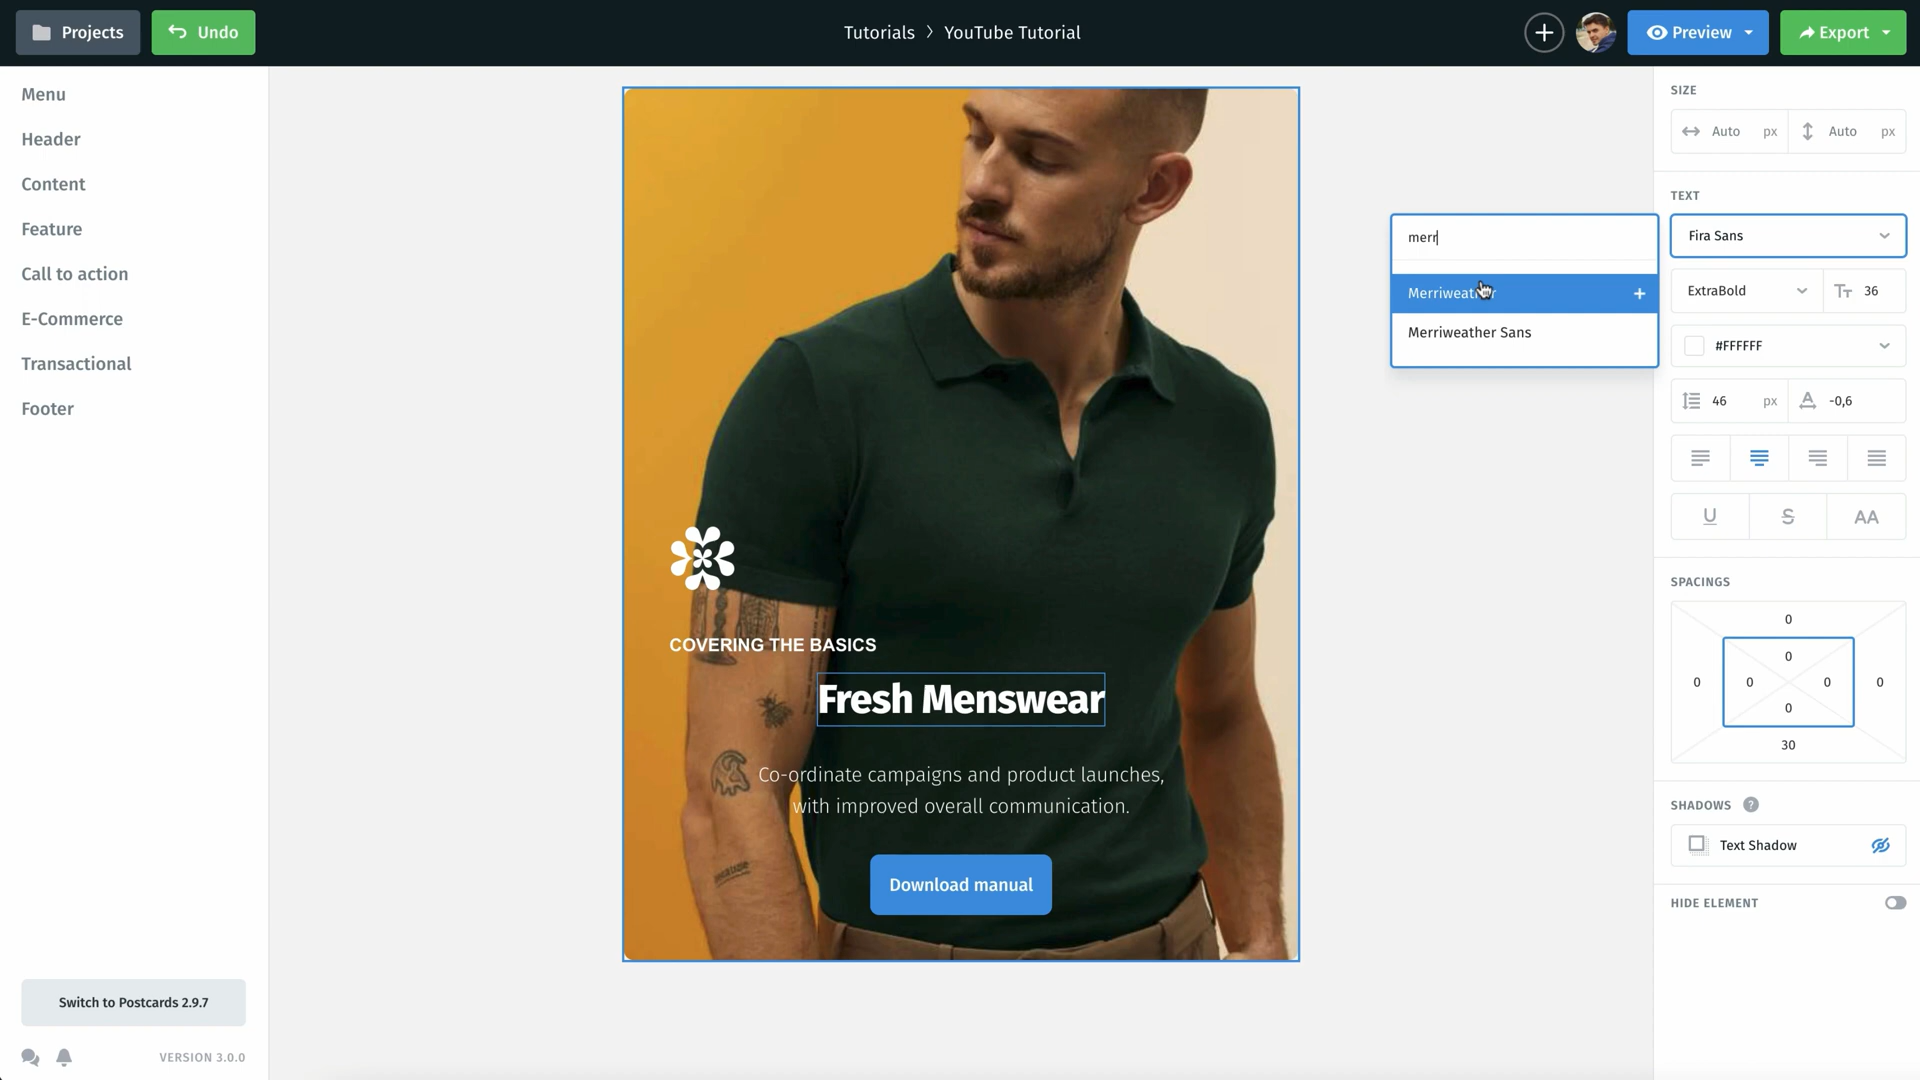 Projects
Undo
Tutorials > YouTube Tutorial
Preview
Export
Menu
Header
Content
Feature
Call to action
E-Commerce
Transactional
Footer
Switch to Postcards 2.9.7
VERSION 3.0.0
COVERING THE BASICS
Fresh Menswear
Co-ordinate campaigns and product launches,
with improved overall communication.
Download manual
merr
Merriweather
Merriweather Sans
SIZE
Auto px Auto px
TEXT
Fira Sans
ExtraBold TT 36
#FFFFFF
46 px A -0,6
U S AA
SPACINGS
0
0
0 0 0 0
0
30
SHADOWS ?
Text Shadow
HIDE ELEMENT